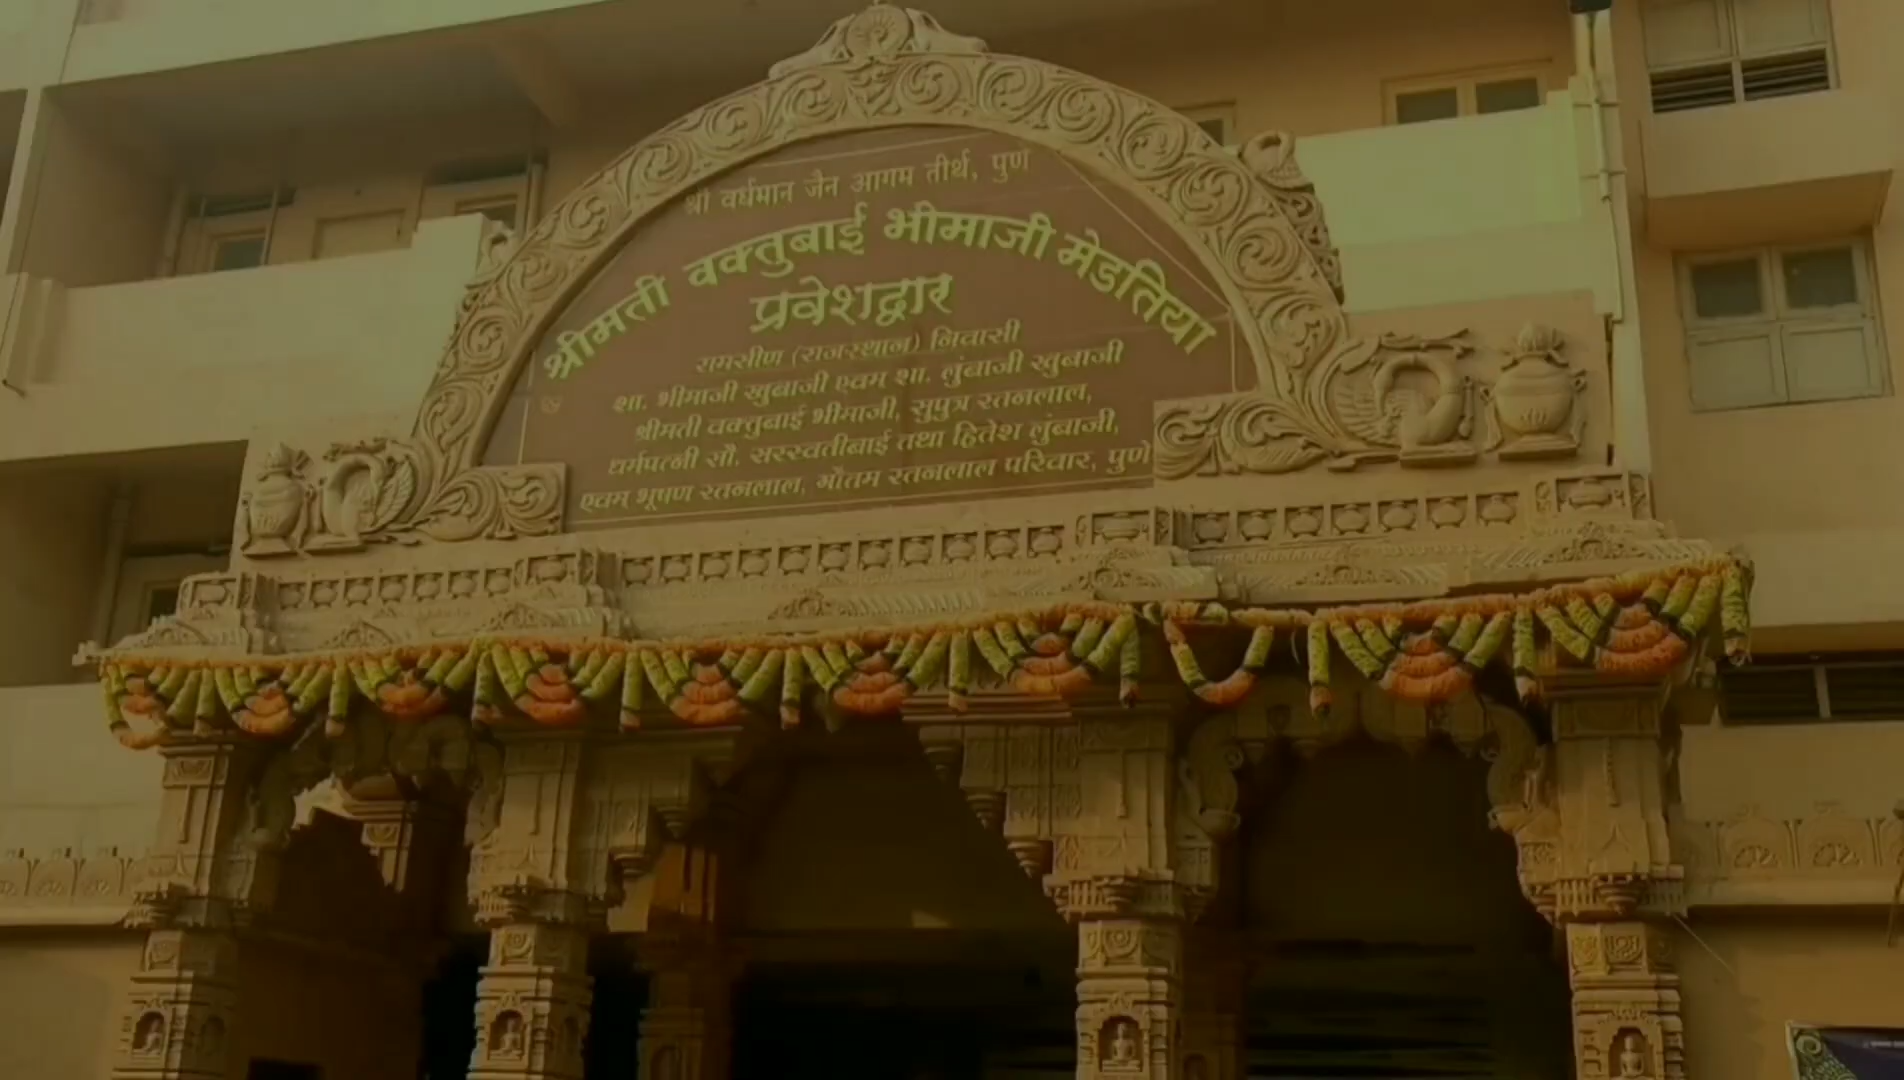 श्री वर्धमान जैन आगम तीर्थ, पुणे
श्रीमती वक्तुबाई भीमाजी मेडतिया
प्रवेशद्वार
रामसीण (राजस्थान) निवासी
शा. भीमाजी खुबाजी एवम शा. लुंबाजी खुबाजी
श्रीमती वक्तुबाई भीमाजी, सुपुत्र रतनलाल,
धर्मपत्नी सौ. सरस्वतीबाई तथा हितेश लुंबाजी,
एवम् भूषण रतनलाल, गौतम रतनलाल परिवार, पुणे